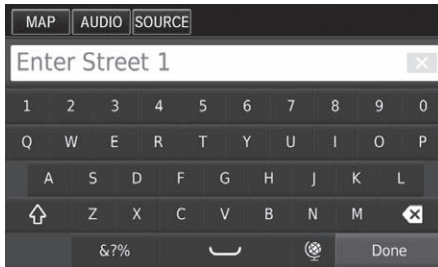 MAP AUDIO SOURCE
Enter Street 1
1 2 3 4 5 6 7 8 9 0
Q W E R T Y U I O P
A S D F G H J K L
Z X C V B N M
&?% Done